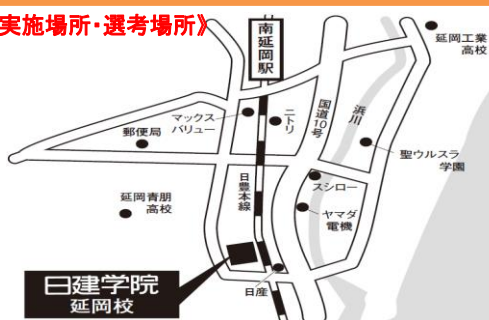 実施場所･選考場所》
南延岡駅
延岡工業
高校
マックス
バリュー
ニトリ
国道10号
浜川
郵便局
聖ウルスラ
学園
日豊本線
スシロー
延岡青朋
高校
ヤマダ
電機
日建学院
延岡校
日産